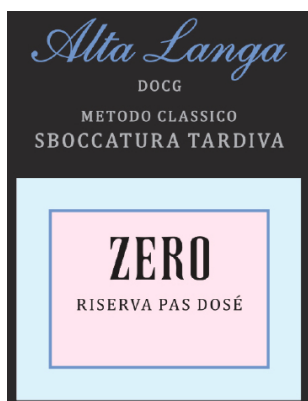 Alta Langa
DOCG
METODO CLASSICO
SBOCCATURA TARDIVA
ZERO
RISERVA PAS DOSÉ